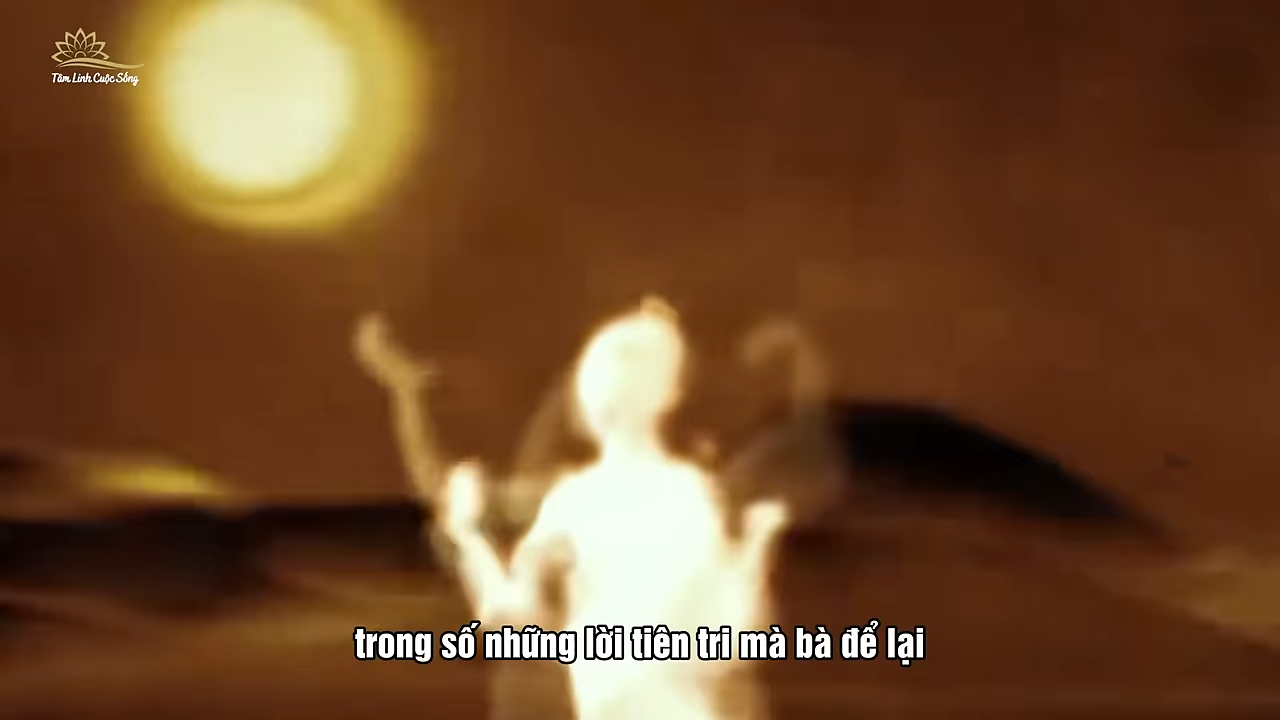 Tâm Linh Cuộc Sống
trong số những lời tiên tri mà bà để lại